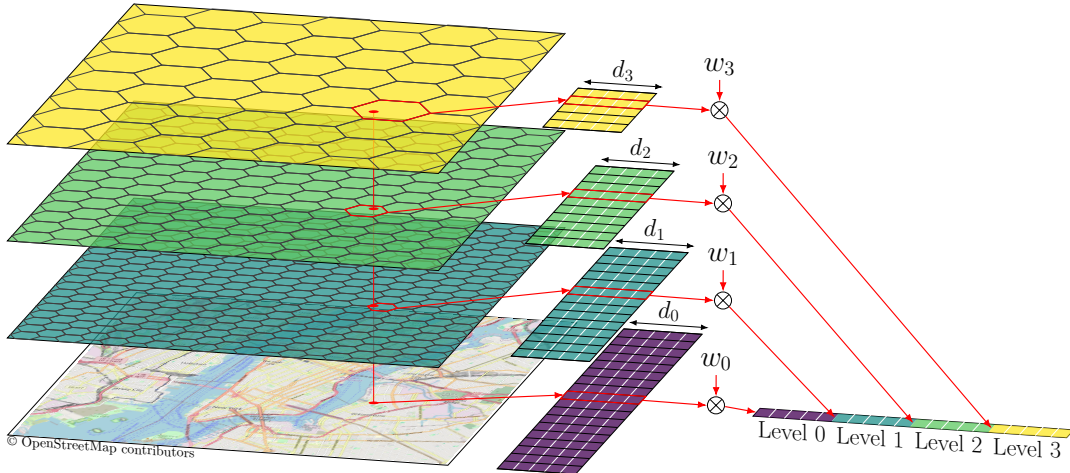 d₃
w₃
d₂
w₂
d₁
w₁
d₀
w₀
Level 0 Level 1 Level 2 Level 3
© OpenStreetMap contributors